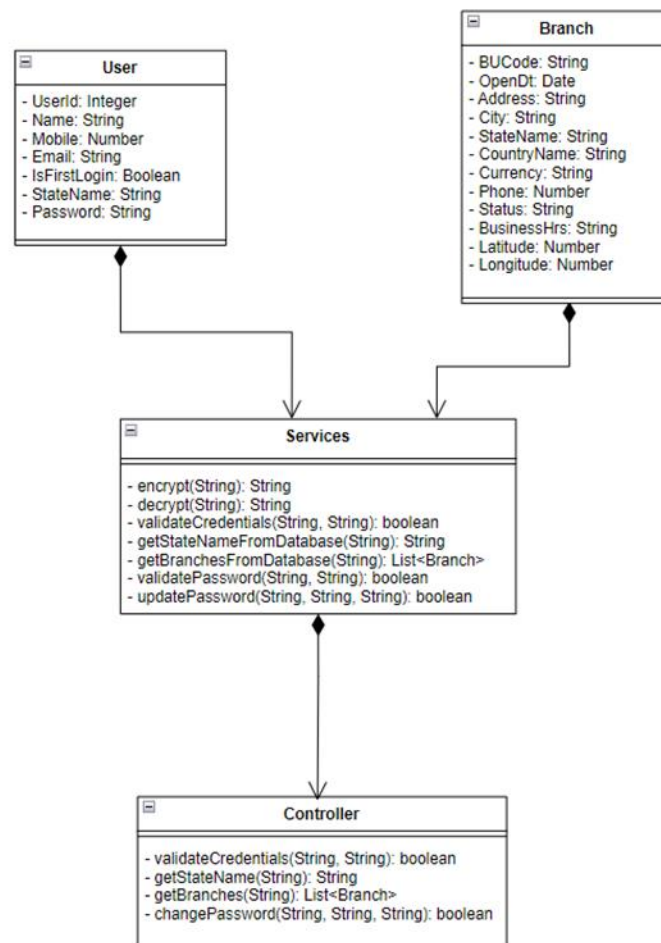 User
- UserId: Integer
- Name: String
- Mobile: Number
- Email: String
- IsFirstLogin: Boolean
- StateName: String
- Password: String
Branch
- BUCode: String
- OpenDt: Date
- Address: String
- City: String
- StateName: String
- CountryName: String
- Currency: String
- Phone: Number
- Status: String
- BusinessHrs: String
- Latitude: Number
- Longitude: Number
Services
- encrypt(String): String
- decrypt(String): String
- validateCredentials(String, String): boolean
- getStateNameFromDatabase(String): String
- getBranchesFromDatabase(String): List<Branch>
- validatePassword(String, String): boolean
- updatePassword(String, String, String): boolean
Controller
- validateCredentials(String, String): boolean
- getStateName(String): String
- getBranches(String): List<Branch>
- changePassword(String, String, String): boolean